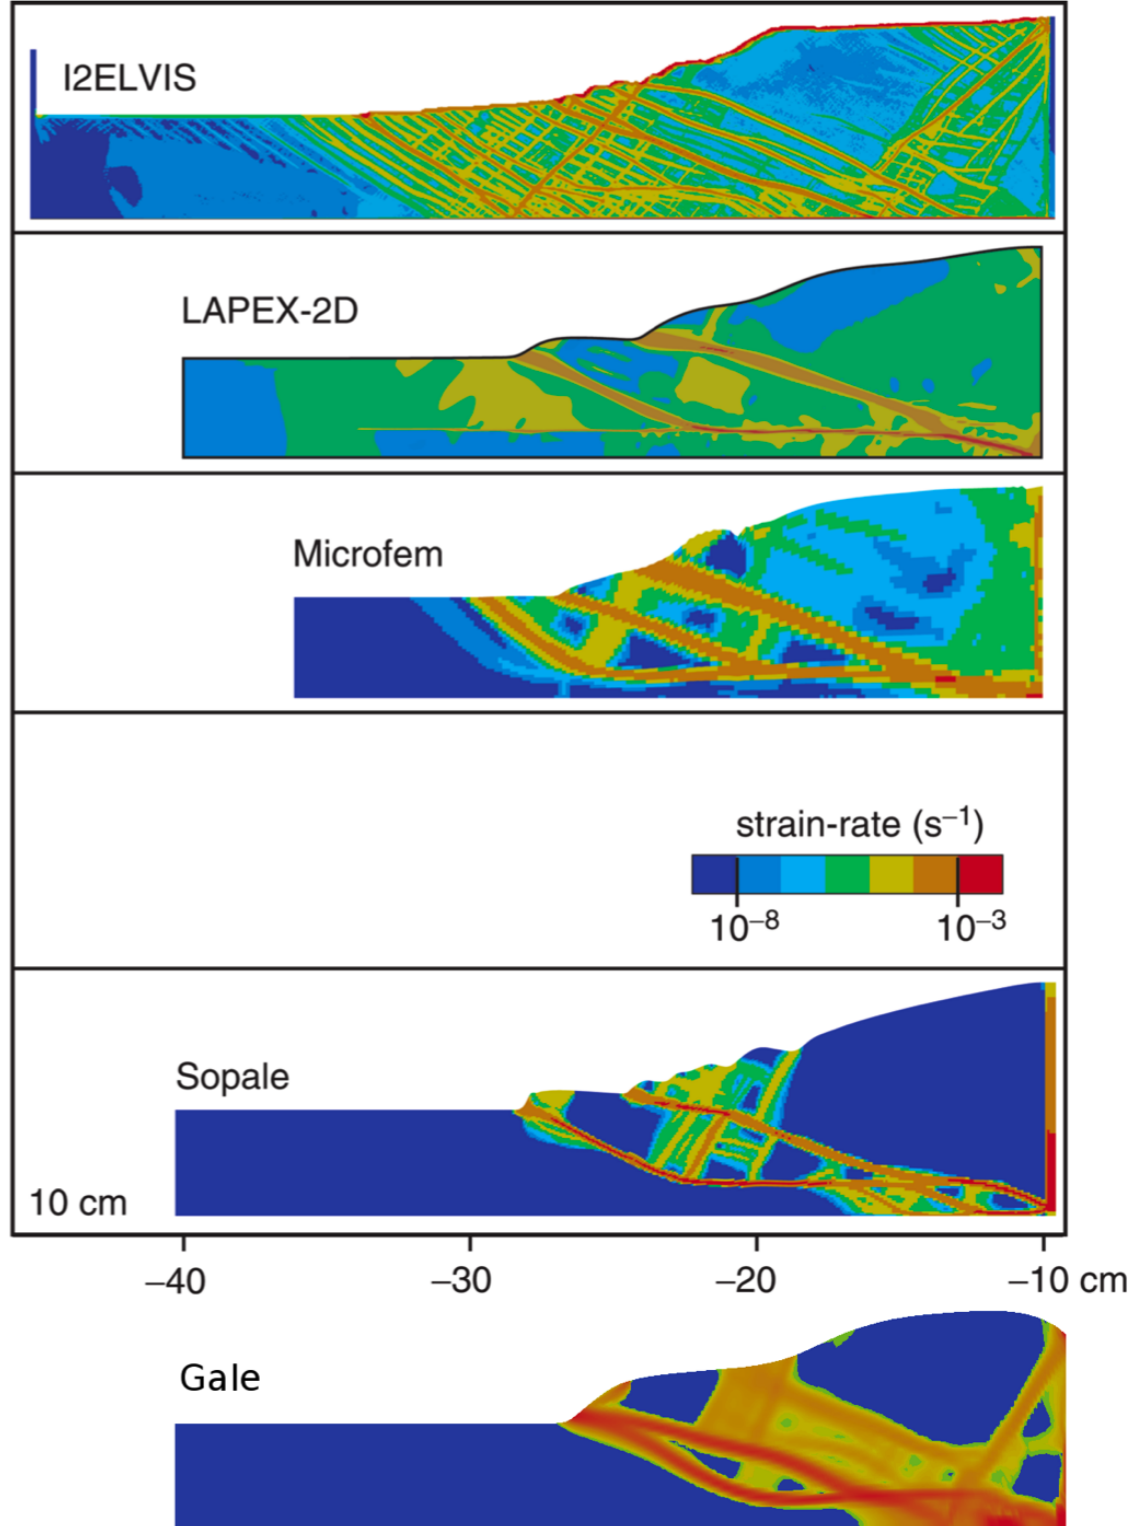 I2ELVIS
LAPEX-2D
Microfem
strain-rate (s⁻¹)
10⁻⁸ 10⁻³
Sopale
10 cm
–40 –30 –20 –10 cm
Gale